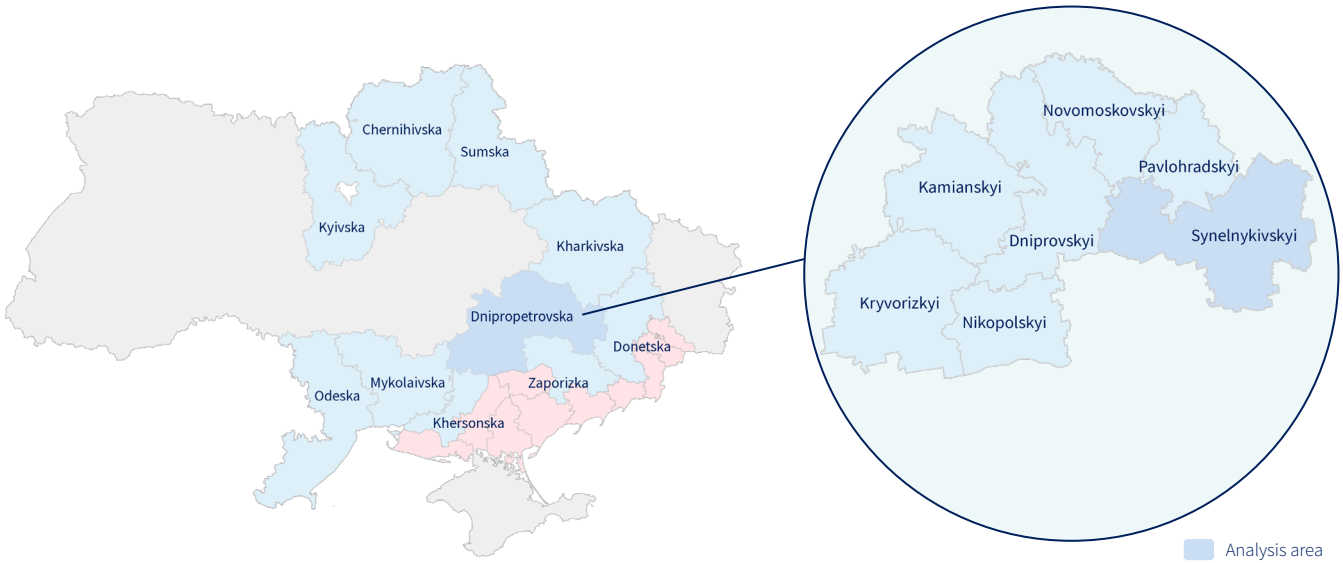 Chernihivska
Sumska
Kyivska
Kharkivska
Dnipropetrovska
Donetska
Zaporizka
Mykolaivska
Odeska
Khersonska
Novomoskovskyi
Pavlohradskyi
Kamianskyi
Synelnykivskyi
Dniprovskyi
Kryvorizkyi
Nikopolskyi
Analysis area